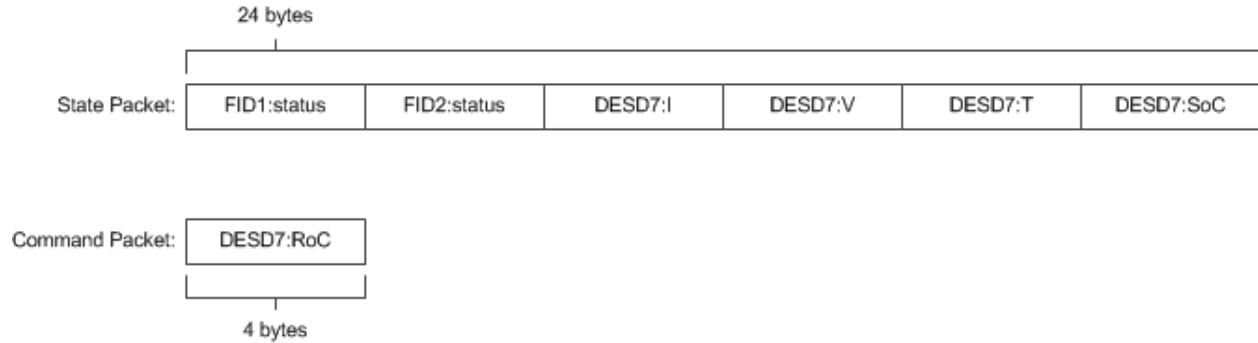 24 bytes
State Packet: FID1:status FID2:status DESD7:I DESD7:V DESD7:T DESD7:SoC
Command Packet: DESD7:RoC
4 bytes